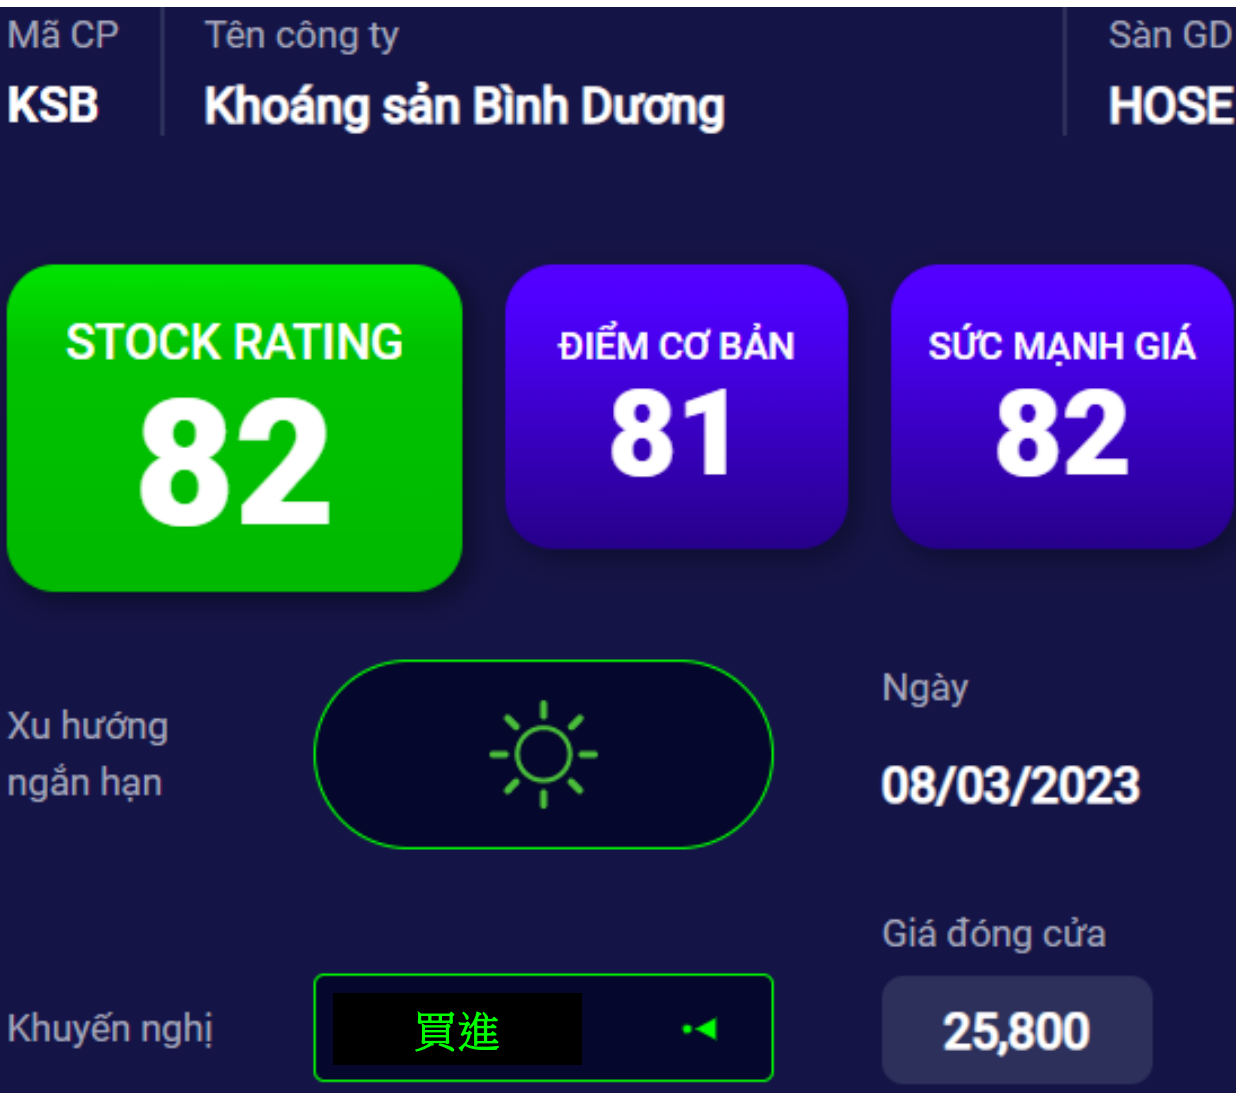 Mã CP
Tên công ty
Sàn GD
KSB
Khoáng sản Bình Dương
HOSE
STOCK RATING
82
ĐIỂM CƠ BẢN
81
SỨC MẠNH GIÁ
82
Xu hướng
ngắn hạn
Ngày
08/03/2023
Khuyến nghị
買進
Giá đóng cửa
25,800